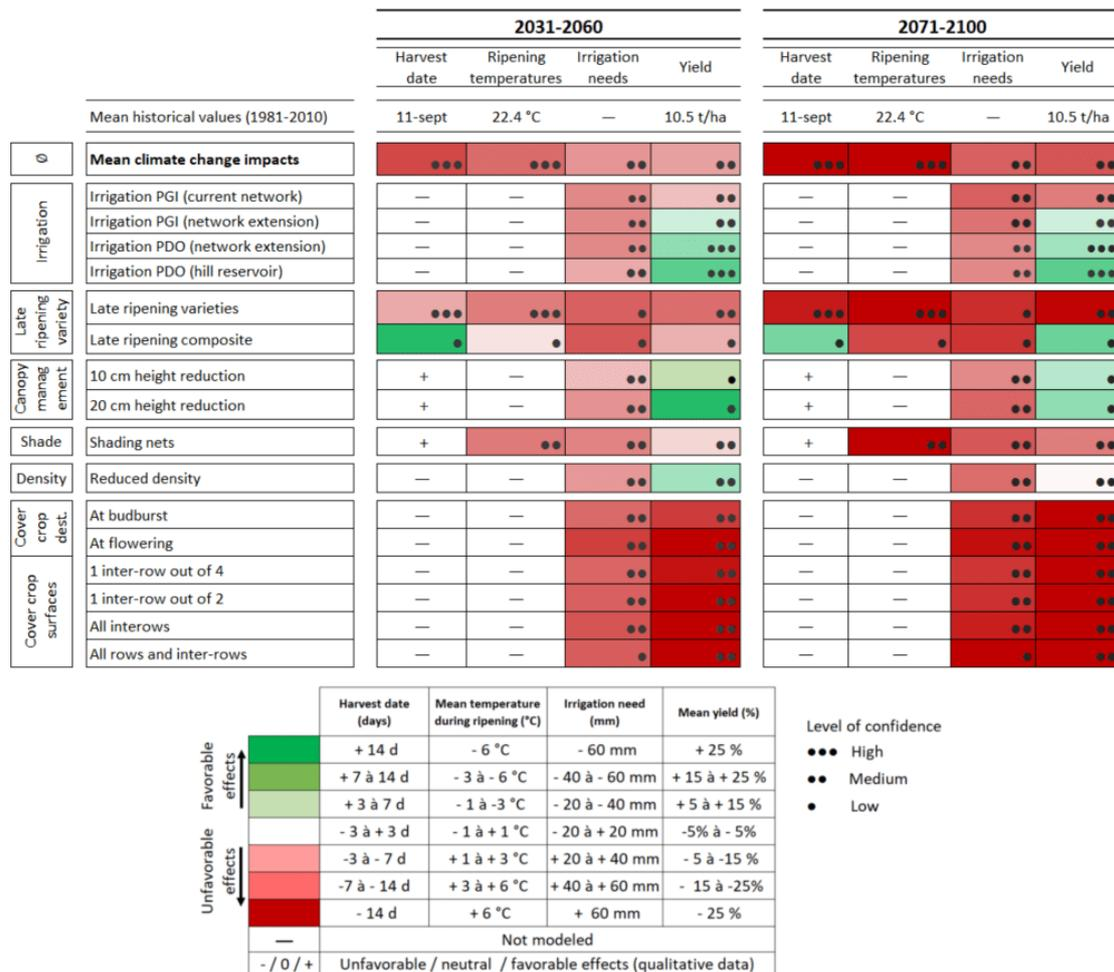 2031-2060 2071-2100
Harvest date Ripening temperatures Irrigation needs Yield Harvest date Ripening temperatures Irrigation needs Yield
Mean historical values (1981-2010) 11-sept 22.4 °C — 10.5 t/ha 11-sept 22.4 °C — 10.5 t/ha
Ø Mean climate change impacts ●●● ●●● ●● ●● ●●● ●●● ●● ●●
Irrigation
Irrigation PGI (current network) — — ●● ●● — — ●● ●●
Irrigation PGI (network extension) — — ●● ●● — — ●● ●●
Irrigation PDO (network extension) — — ●● ●●● — — ●● ●●●
Irrigation PDO (hill reservoir) — — ●● ●●● — — ●● ●●●
Late ripening variety
Late ripening varieties ●●● ●●● ● ●● ●●● ●●● ● ●●
Late ripening composite ● ● ● ● ● ● ● ●
Canopy manag ement
10 cm height reduction + — ●● ● + — ●● ●
20 cm height reduction + — ●● ● + — ●● ●
Shade Shading nets + ●● ●● ●● + ●● ●● ●●
Density Reduced density — — ●● ●● — — ●● ●●
Cover crop dest.
At budburst — — ●● ●● — — ●● ●●
At flowering — — ●● ●● — — ●● ●●
Cover crop surfaces
1 inter-row out of 4 — — ●● ●● — — ●● ●●
1 inter-row out of 2 — — ●● ●● — — ●● ●●
All interows — — ●● ●● — — ●● ●●
All rows and inter-rows — — ● ●● — — ● ●●
Harvest date (days) Mean temperature during ripening (°C) Irrigation need (mm) Mean yield (%)
Favorable effects
+ 14 d - 6 °C - 60 mm + 25 %
+ 7 à 14 d - 3 à - 6 °C - 40 à - 60 mm + 15 à + 25 %
+ 3 à 7 d - 1 à -3 °C - 20 à - 40 mm + 5 à + 15 %
- 3 à + 3 d - 1 à + 1 °C - 20 à + 20 mm -5% à - 5%
Unfavorable effects
-3 à - 7 d + 1 à + 3 °C + 20 à + 40 mm - 5 à -15 %
-7 à - 14 d + 3 à + 6 °C + 40 à + 60 mm - 15 à -25%
- 14 d + 6 °C + 60 mm - 25 %
— Not modeled
- / 0 / + Unfavorable / neutral / favorable effects (qualitative data)
Level of confidence
●●● High
●● Medium
● Low